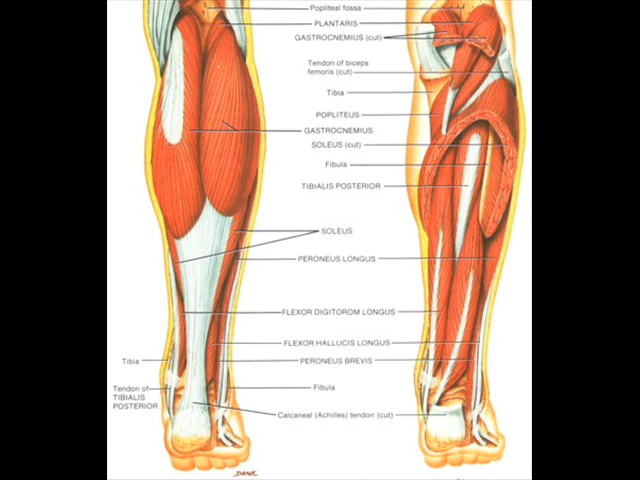 Popliteal fossa
PLANTARIS
GASTROCNEMIUS (cut)
Tendon of biceps
femoris (cut)
Tibia
POPLITEUS
GASTROCNEMIUS
SOLEUS (cut)
Fibula
TIBIALIS POSTERIOR
SOLEUS
PERONEUS LONGUS
FLEXOR DIGITOROM LONGUS
FLEXOR HALLUCIS LONGUS
Tibia
PERONEUS BREVIS
Tendon of
TIBIALIS
POSTERIOR
Fibula
Calcaneal (Achilles) tendon (cut)
DANK